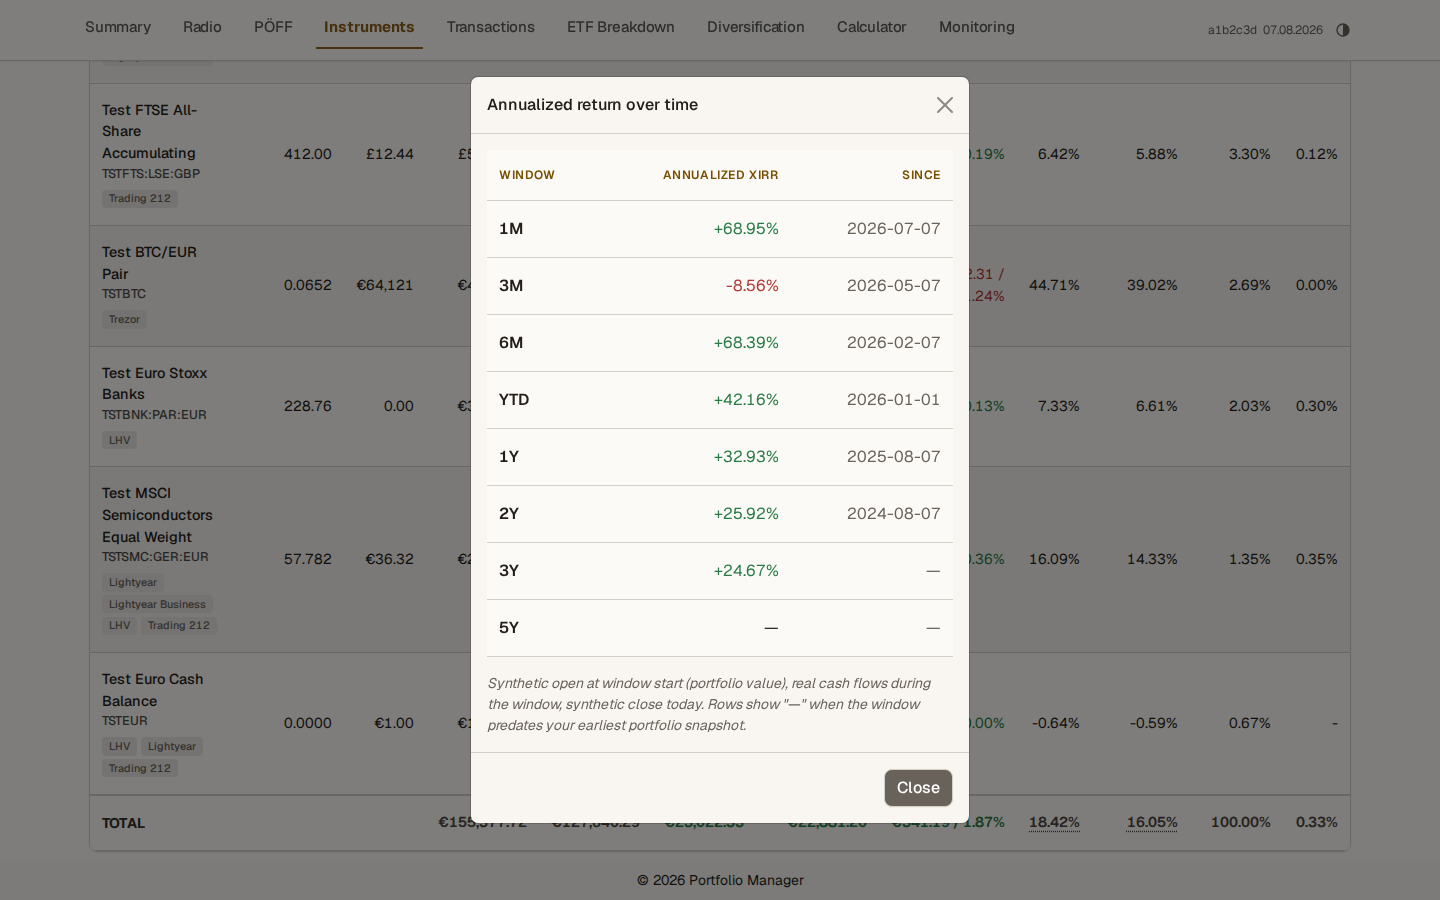 Summary Radio PÖFF Instruments Transactions ETF Breakdown Diversification Calculator Monitoring a1b2c3d 07.08.2026
Annualized return over time
WINDOW ANNUALIZED XIRR SINCE
1M +68.95% 2026-07-07
3M -8.56% 2026-05-07
6M +68.39% 2026-02-07
YTD +42.16% 2026-01-01
1Y +32.93% 2025-08-07
2Y +25.92% 2024-08-07
3Y +24.67% —
5Y — —
Synthetic open at window start (portfolio value), real cash flows during
the window, synthetic close today. Rows show "—" when the window
predates your earliest portfolio snapshot.
Close
Test FTSE All-
Share
Accumulating
TSTFTS:LSE:GBP
Trading 212
412.00 £12.44 6.42% 5.88% 3.30% 0.12%
Test BTC/EUR
Pair
TSTBTC
Trezor
0.0652 €64,121 44.71% 39.02% 2.69% 0.00%
Test Euro Stoxx
Banks
TSTBNK:PAR:EUR
LHV
228.76 0.00 7.33% 6.61% 2.03% 0.30%
Test MSCI
Semiconductors
Equal Weight
TSTSMC:GER:EUR
Lightyear
Lightyear Business
LHV Trading 212
57.782 €36.32 16.09% 14.33% 1.35% 0.35%
Test Euro Cash
Balance
TSTEUR
LHV Lightyear
Trading 212
0.0000 €1.00 -0.64% -0.59% 0.67% -
TOTAL 1.87% 18.42% 16.05% 100.00% 0.33%
© 2026 Portfolio Manager